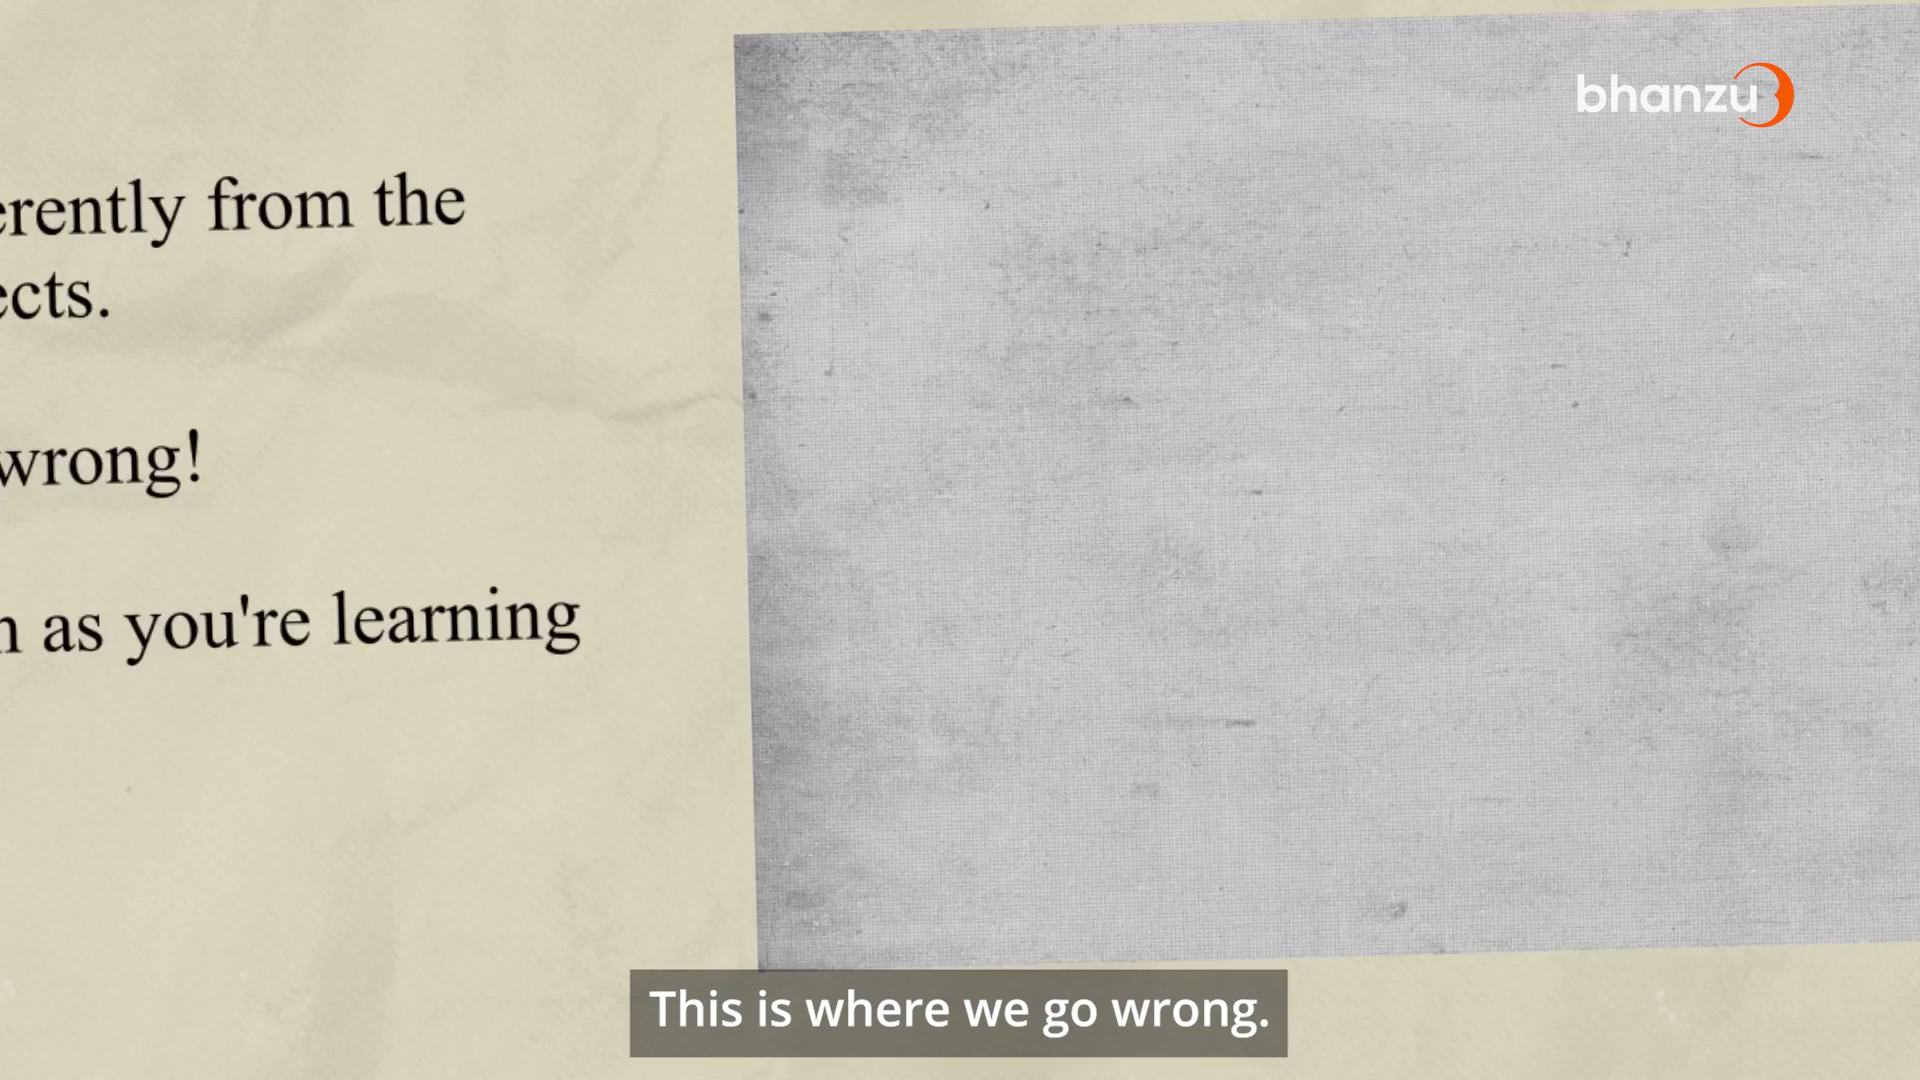 bhanzu
erently from the
ects.
wrong!
n as you're learning
This is where we go wrong.